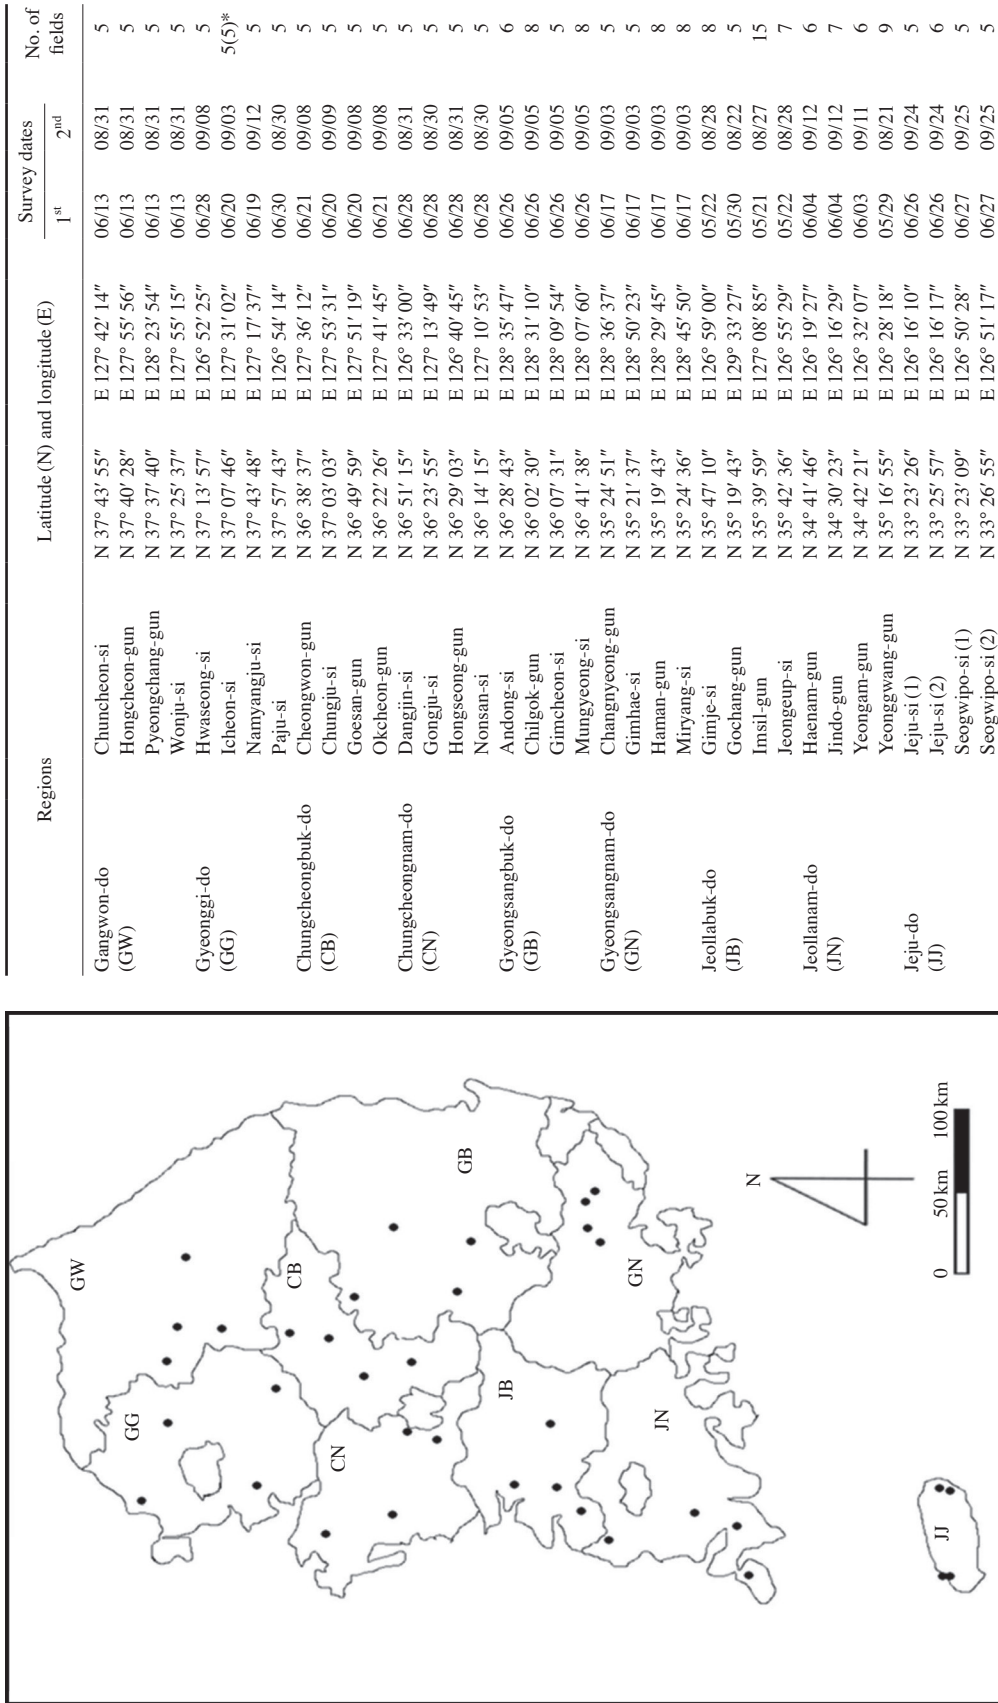 GW
GG
CB
GB
CN
JB
GN
JN
JJ
N
0 50 km 100 km
Regions Latitude (N) and longitude (E) Survey dates No. of fields
1st 2nd
Gangwon-do (GW) Chuncheon-si N 37° 43′ 55″ E 127° 42′ 14″ 06/13 08/31 5
Hongcheon-gun N 37° 40′ 28″ E 127° 55′ 56″ 06/13 08/31 5
Pyeongchang-gun N 37° 37′ 40″ E 128° 23′ 54″ 06/13 08/31 5
Wonju-si N 37° 25′ 37″ E 127° 55′ 15″ 06/13 08/31 5
Gyeonggi-do (GG) Hwaseong-si N 37° 13′ 57″ E 126° 52′ 25″ 06/28 09/08 5
Icheon-si N 37° 07′ 46″ E 127° 31′ 02″ 06/20 09/03 5(5)*
Namyangju-si N 37° 43′ 48″ E 127° 17′ 37″ 06/19 09/12 5
Paju-si N 37° 57′ 43″ E 126° 54′ 14″ 06/30 08/30 5
Chungcheongbuk-do (CB) Cheongwon-gun N 36° 38′ 37″ E 127° 36′ 12″ 06/21 09/08 5
Chungju-si N 37° 03′ 03″ E 127° 53′ 31″ 06/20 09/09 5
Goesan-gun N 36° 49′ 59″ E 127° 51′ 19″ 06/20 09/08 5
Okcheon-gun N 36° 22′ 26″ E 127° 41′ 45″ 06/21 09/08 5
Chungcheongnam-do (CN) Dangjin-si N 36° 51′ 15″ E 126° 33′ 00″ 06/28 08/31 5
Gongju-si N 36° 23′ 55″ E 127° 13′ 49″ 06/28 08/30 5
Hongseong-gun N 36° 29′ 03″ E 126° 40′ 45″ 06/28 08/31 5
Nonsan-si N 36° 14′ 15″ E 127° 10′ 53″ 06/28 08/30 5
Gyeongsangbuk-do (GB) Andong-si N 36° 28′ 43″ E 128° 35′ 47″ 06/26 09/05 6
Chilgok-gun N 36° 02′ 30″ E 128° 31′ 10″ 06/26 09/05 8
Gimcheon-si N 36° 07′ 31″ E 128° 09′ 54″ 06/26 09/05 5
Mungyeong-si N 36° 41′ 38″ E 128° 07′ 60″ 06/26 09/05 8
Gyeongsangnam-do (GN) Changnyeong-gun N 35° 24′ 51″ E 128° 36′ 37″ 06/17 09/03 5
Gimhae-si N 35° 21′ 37″ E 128° 50′ 23″ 06/17 09/03 5
Haman-gun N 35° 19′ 43″ E 128° 29′ 45″ 06/17 09/03 8
Miryang-si N 35° 24′ 36″ E 128° 45′ 50″ 06/17 09/03 8
Jeollabuk-do (JB) Gimje-si N 35° 47′ 10″ E 126° 59′ 00″ 05/22 08/28 8
Gochang-gun N 35° 19′ 43″ E 129° 33′ 27″ 05/30 08/22 5
Imsil-gun N 35° 39′ 59″ E 127° 08′ 85″ 05/21 08/27 15
Jeongeup-si N 35° 42′ 36″ E 126° 55′ 29″ 05/22 08/28 7
Jeollanam-do (JN) Haenam-gun N 34° 41′ 46″ E 126° 19′ 27″ 06/04 09/12 6
Jindo-gun N 34° 30′ 23″ E 126° 16′ 29″ 06/04 09/12 7
Yeongam-gun N 34° 42′ 21″ E 126° 32′ 07″ 06/03 09/11 6
Yeonggwang-gun N 35° 16′ 55″ E 126° 28′ 18″ 05/29 08/21 9
Jeju-do (JJ) Jeju-si (1) N 33° 23′ 26″ E 126° 16′ 10″ 06/26 09/24 5
Jeju-si (2) N 33° 25′ 57″ E 126° 16′ 17″ 06/26 09/24 6
Seogwipo-si (1) N 33° 23′ 09″ E 126° 50′ 28″ 06/27 09/25 5
Seogwipo-si (2) N 33° 26′ 55″ E 126° 51′ 17″ 06/27 09/25 5